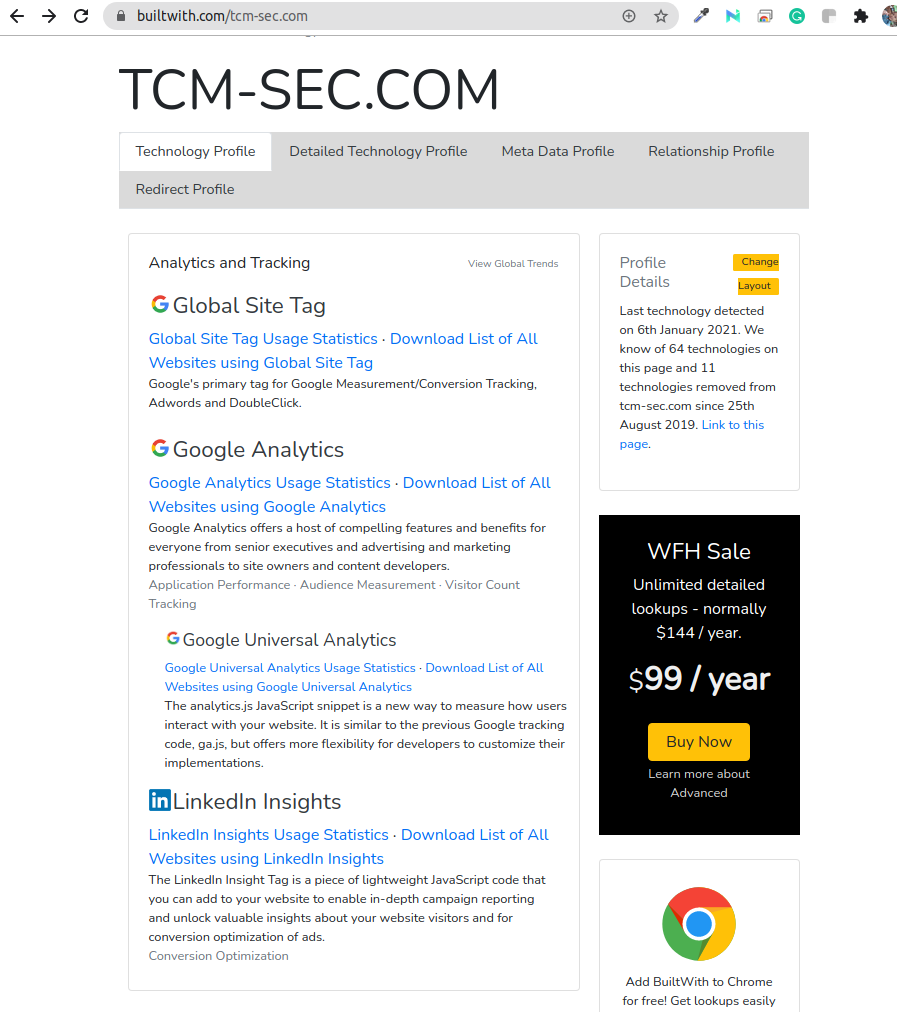 builtwith.com/tcm-sec.com
TCM-SEC.COM
Technology Profile
Detailed Technology Profile
Meta Data Profile
Relationship Profile
Redirect Profile
Analytics and Tracking
View Global Trends
Global Site Tag
Global Site Tag Usage Statistics · Download List of All
Websites using Global Site Tag
Google's primary tag for Google Measurement/Conversion Tracking,
Adwords and DoubleClick.
Google Analytics
Google Analytics Usage Statistics · Download List of All
Websites using Google Analytics
Google Analytics offers a host of compelling features and benefits for
everyone from senior executives and advertising and marketing
professionals to site owners and content developers.
Application Performance · Audience Measurement · Visitor Count
Tracking
Google Universal Analytics
Google Universal Analytics Usage Statistics · Download List of All
Websites using Google Universal Analytics
The analytics.js JavaScript snippet is a new way to measure how users
interact with your website. It is similar to the previous Google tracking
code, ga.js, but offers more flexibility for developers to customize their
implementations.
in LinkedIn Insights
LinkedIn Insights Usage Statistics · Download List of All
Websites using LinkedIn Insights
The LinkedIn Insight Tag is a piece of lightweight JavaScript code that
you can add to your website to enable in-depth campaign reporting
and unlock valuable insights about your website visitors and for
conversion optimization of ads.
Conversion Optimization
Profile
Details
Change
Layout
Last technology detected
on 6th January 2021. We
know of 64 technologies on
this page and 11
technologies removed from
tcm-sec.com since 25th
August 2019. Link to this
page.
WFH Sale
Unlimited detailed
lookups - normally
$144 / year.
$99 / year
Buy Now
Learn more about
Advanced
Add BuiltWith to Chrome
for free! Get lookups easily